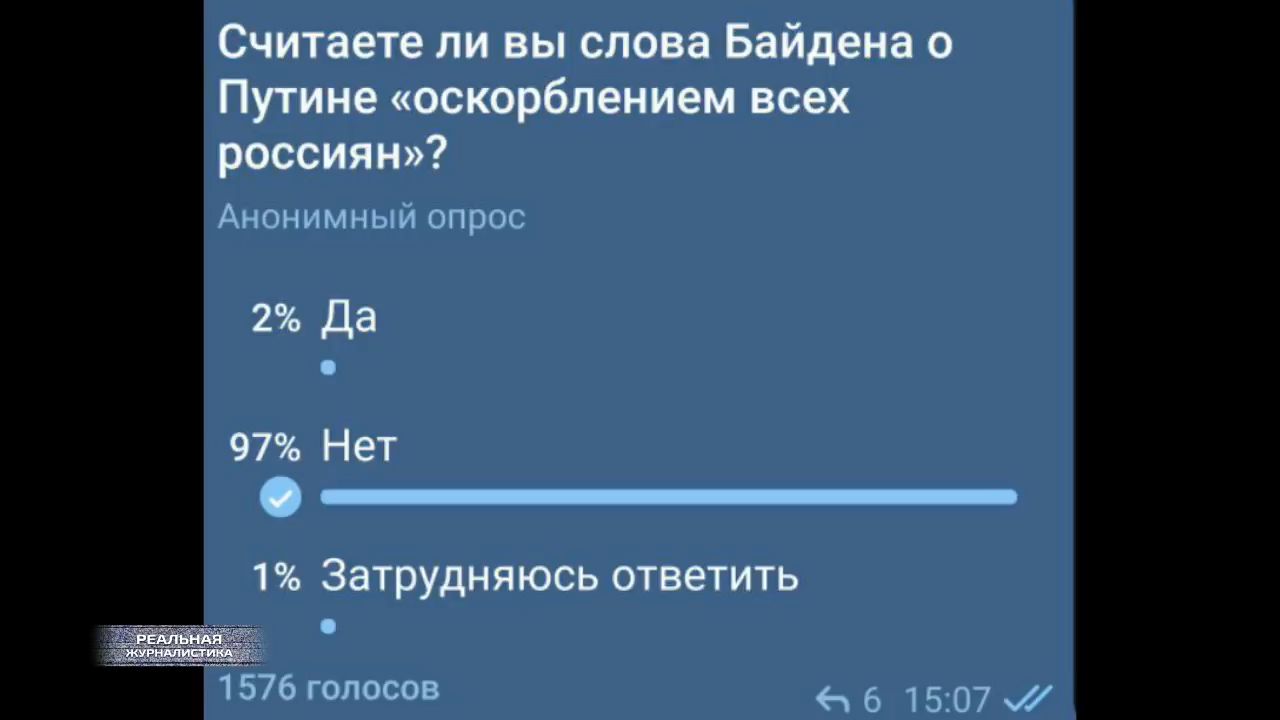 Считаете ли вы слова Байдена о
Путине «оскорблением всех
россиян»?
Анонимный опрос
2% Да
97% Нет
1% Затрудняюсь ответить
РЕАЛЬНАЯ
ЖУРНАЛИСТИКА
1576 голосов
6 15:07